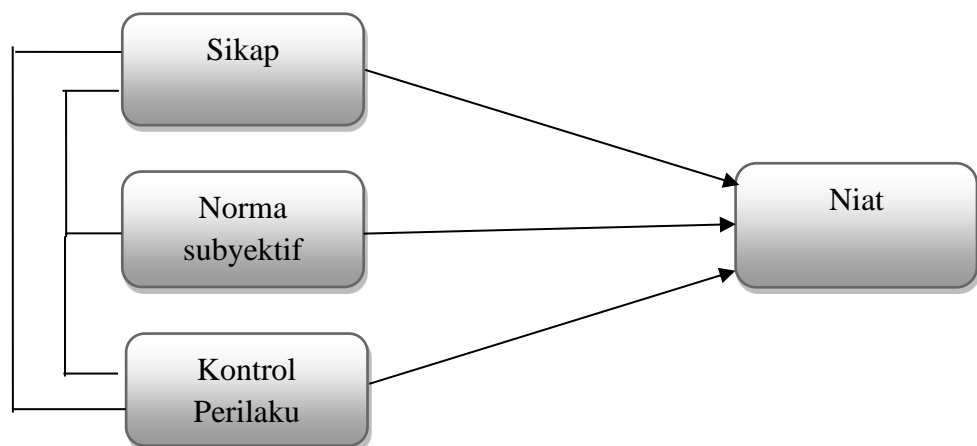 Sikap
Norma
subyektif
Niat
Kontrol
Perilaku